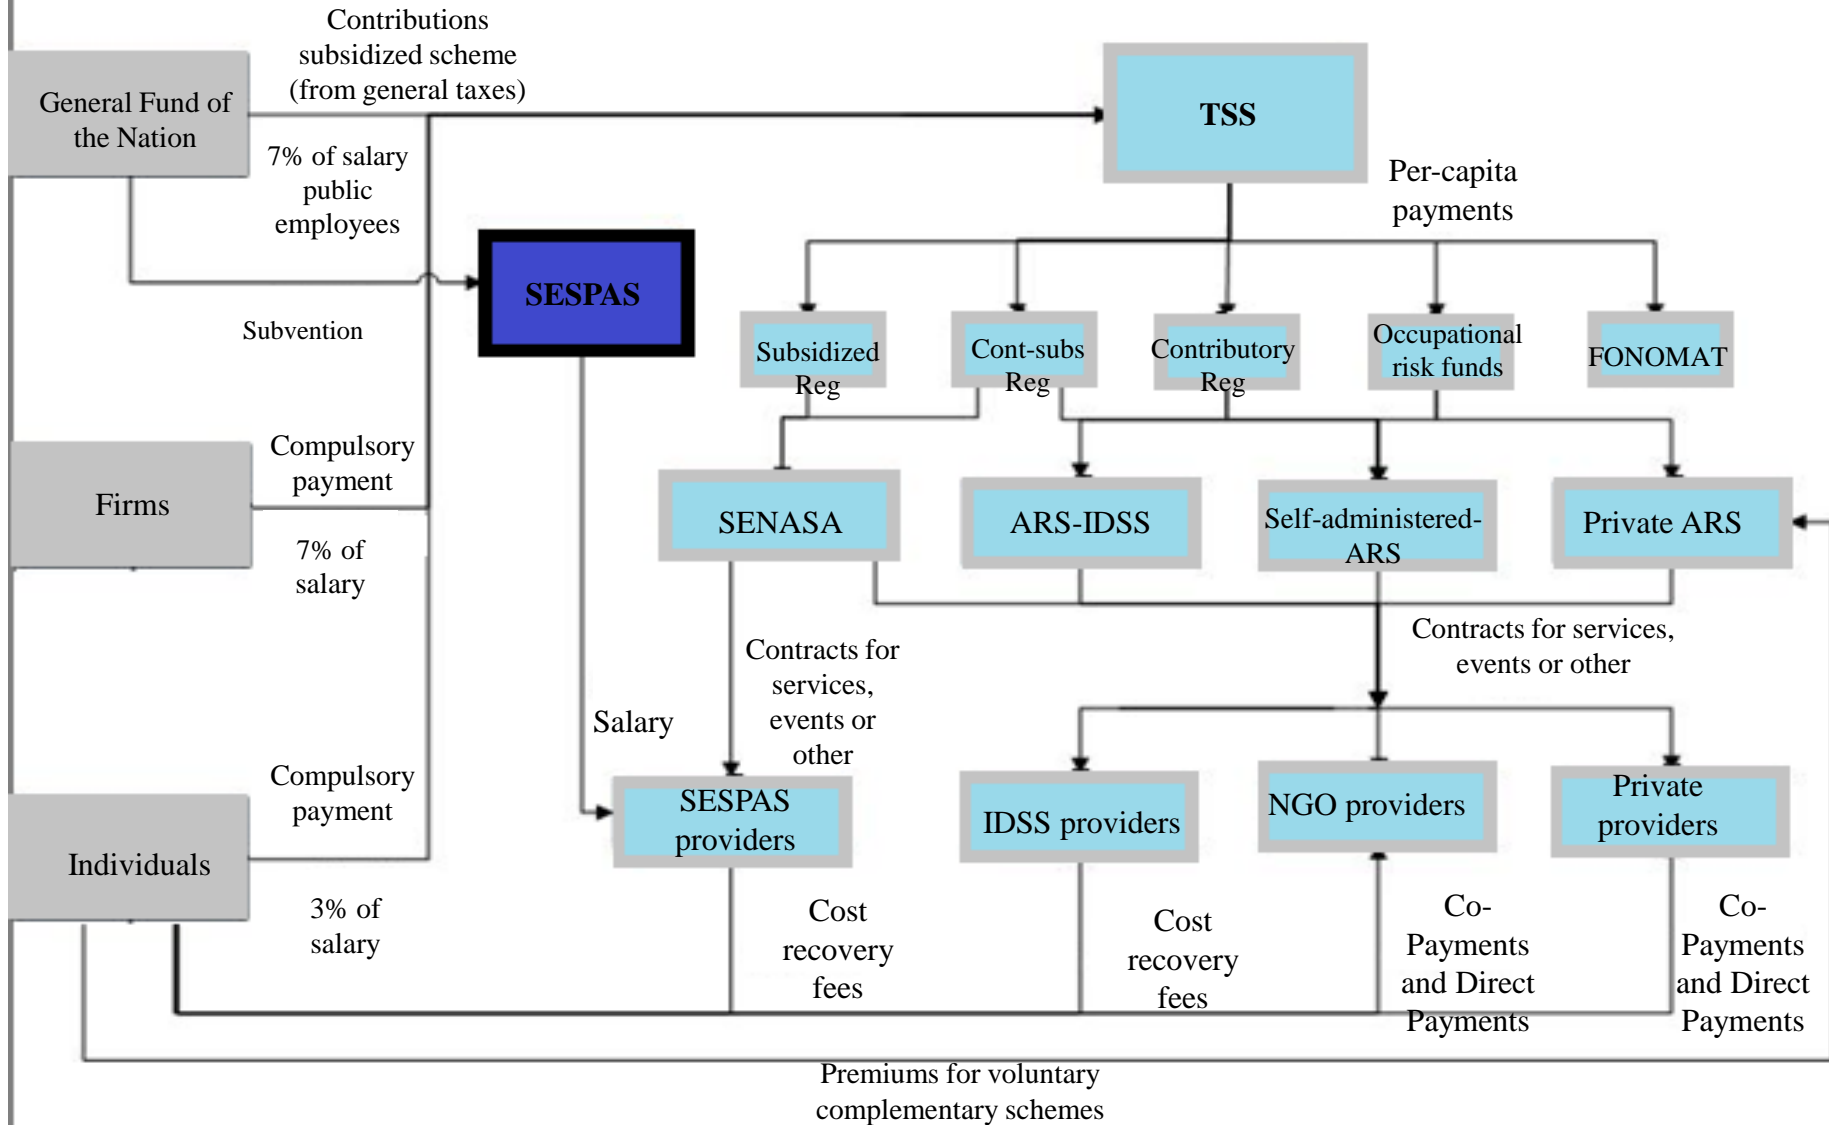 Contributions
subsidized scheme
(from general taxes)
General Fund of
the Nation
TSS
7% of salary
public
employees
Per-capita
payments
SESPAS
Subvention
Subsidized
Reg
Cont-subs
Reg
Contributory
Reg
Occupational
risk funds
FONOMAT
Compulsory
payment
Firms
7% of
salary
SENASA
ARS-IDSS
Self-administered-
ARS
Private ARS
Contracts for
services,
events or
other
Contracts for services,
events or other
Salary
Compulsory
payment
Individuals
3% of
salary
SESPAS
providers
IDSS providers
NGO providers
Private
providers
Cost
recovery
fees
Cost
recovery
fees
Co-
Payments
and Direct
Payments
Co-
Payments
and Direct
Payments
Premiums for voluntary
complementary schemes